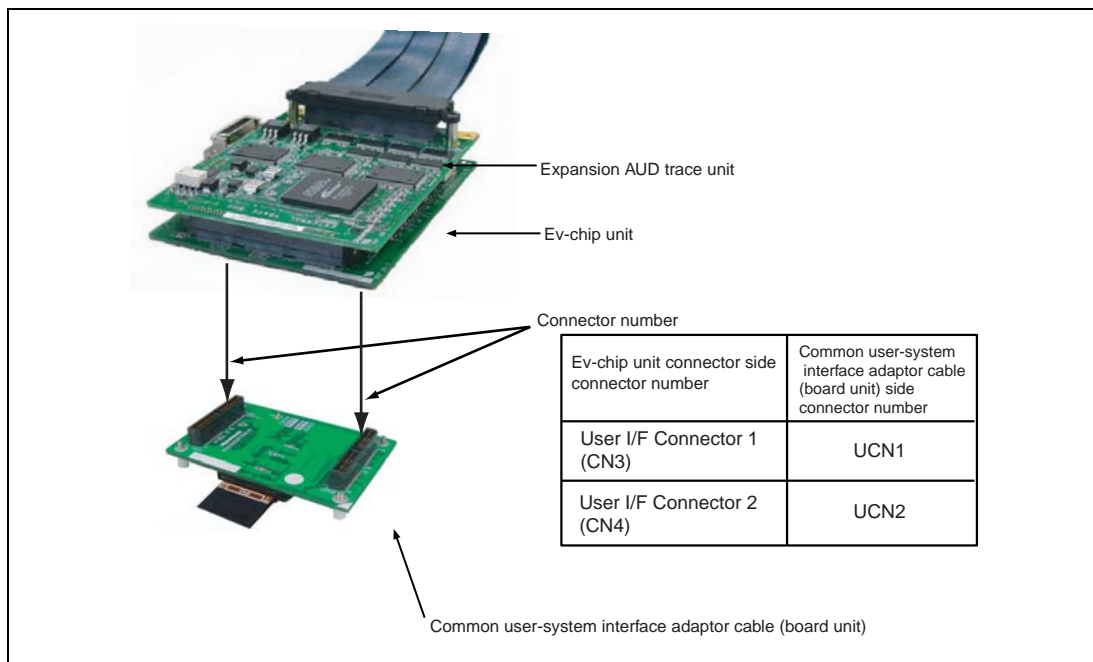 Expansion AUD trace unit
Ev-chip unit
Connector number
Ev-chip unit connector side
connector number
Common user-system
interface adaptor cable
(board unit) side
connector number
User I/F Connector 1
(CN3)
UCN1
User I/F Connector 2
(CN4)
UCN2
Common user-system interface adaptor cable (board unit)